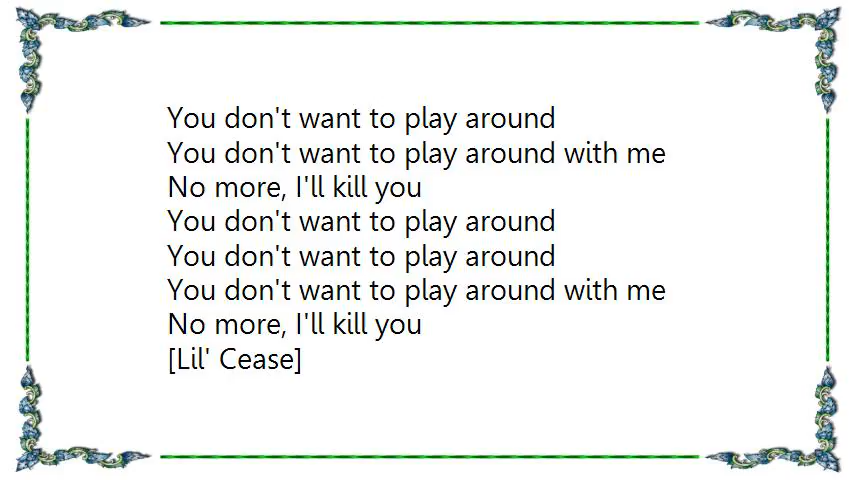 You don't want to play around
You don't want to play around with me
No more, I'll kill you
You don't want to play around
You don't want to play around
You don't want to play around with me
No more, I'll kill you
[Lil' Cease]